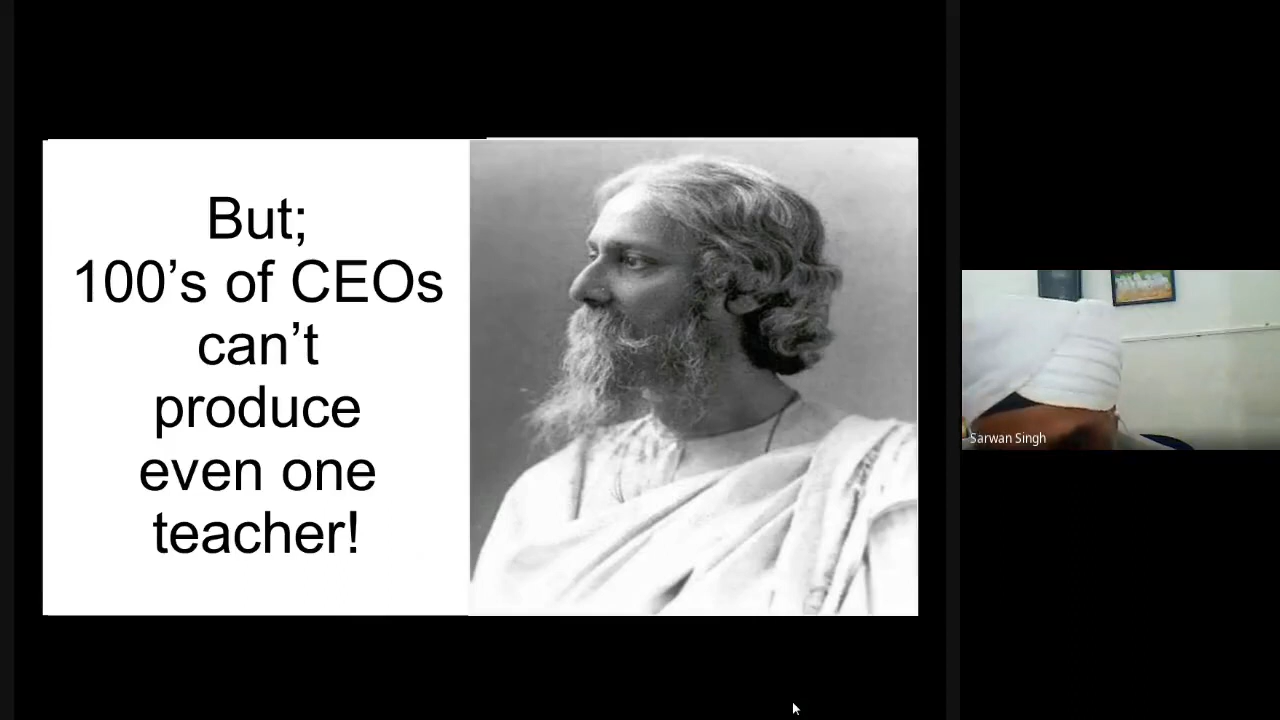 But;
100’s of CEOs
can’t
produce
even one
teacher!
Sarwan Singh